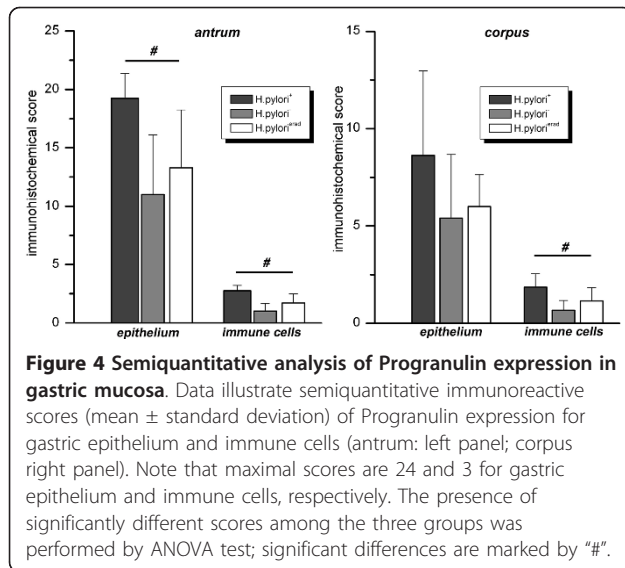 antrum
corpus
25
20
15
10
5
0
immunohistochemical score
#
H.pylori⁺
H.pylori⁻
H.pylori^erad
#
epithelium
immune cells
15
10
5
0
immunohistochemical score
H.pylori⁺
H.pylori⁻
H.pylori^erad
#
epithelium
immune cells
Figure 4 Semiquantitative analysis of Progranulin expression in
gastric mucosa. Data illustrate semiquantitative immunoreactive
scores (mean ± standard deviation) of Progranulin expression for
gastric epithelium and immune cells (antrum: left panel; corpus
right panel). Note that maximal scores are 24 and 3 for gastric
epithelium and immune cells, respectively. The presence of
significantly different scores among the three groups was
performed by ANOVA test; significant differences are marked by “#”.